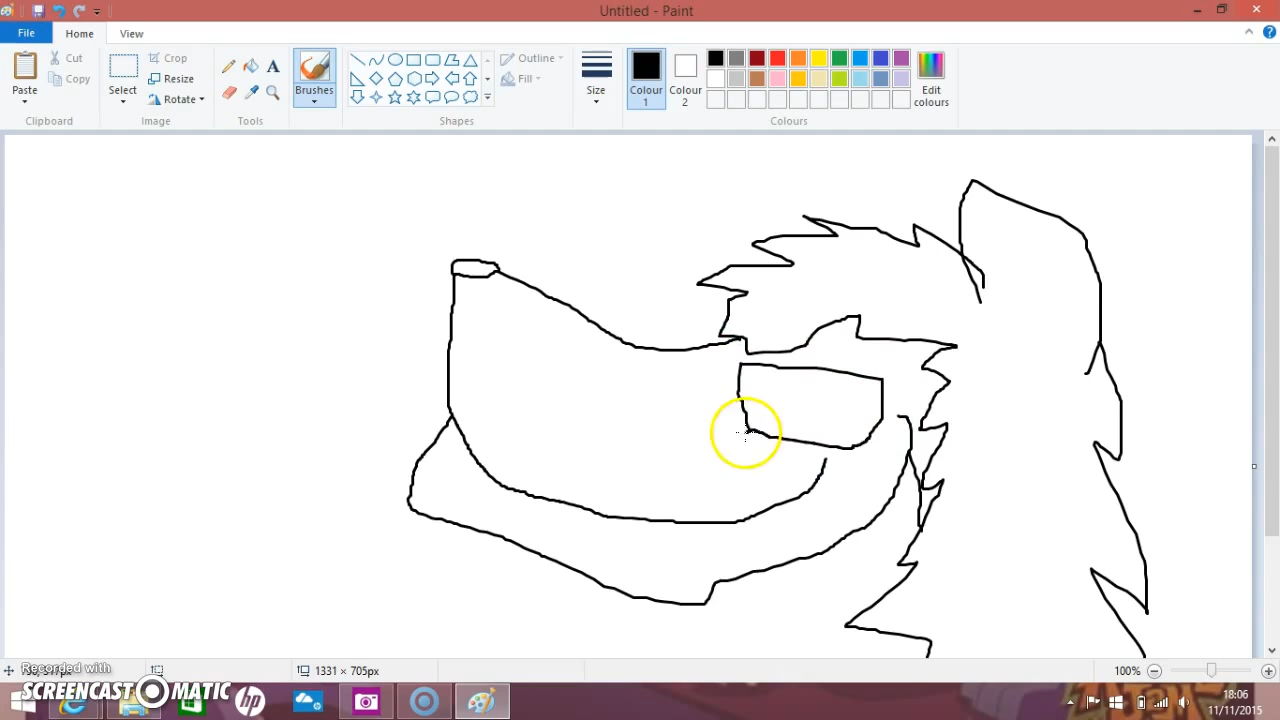 Untitled - Paint
File Home View
Paste
Cut
Copy
Clipboard
Select
Crop
Resize
Rotate
Image
A
Tools
Brushes
Shapes
Outline
Fill
Size
Colour 1
Colour 2
Edit colours
Colours
1331 × 705px
100%
Recorded with
SCREENCAST MATIC
hp
18:06
11/11/2015